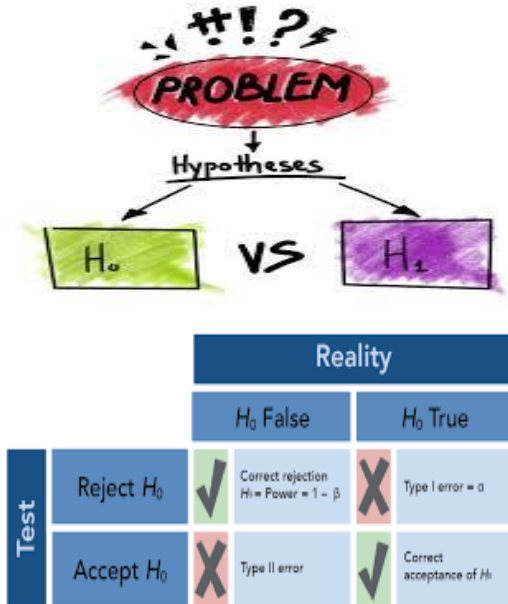 !!!?
PROBLEM
Hypotheses
H₀ VS H₁
Reality
H₀ False H₀ True
Test
Reject H₀
Correct rejection
H₀ = Power = 1 – β
Type I error = α
Accept H₀
Type II error
Correct
acceptance of H₀